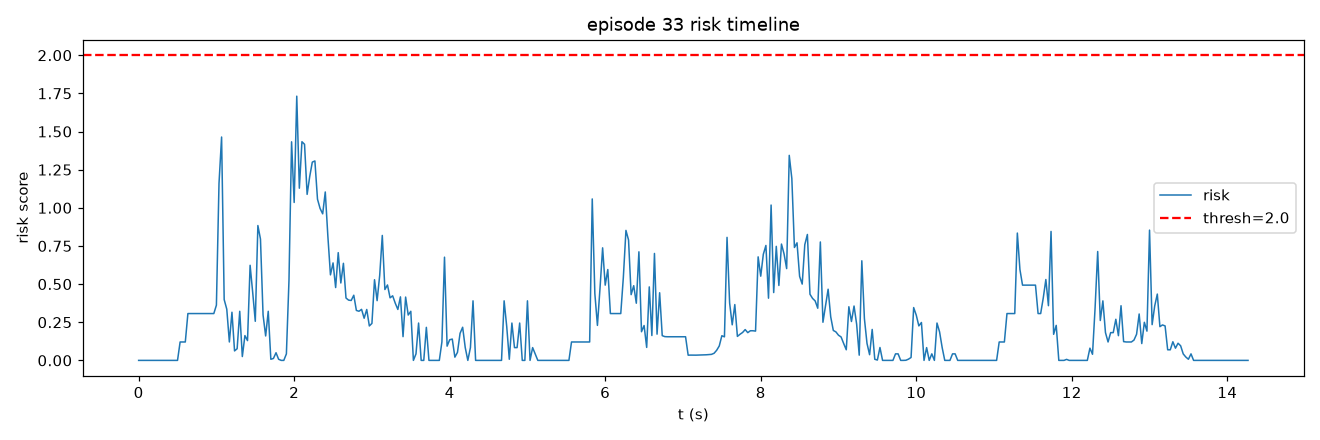 episode 33 risk timeline
risk score
2.00
1.75
1.50
1.25
1.00
0.75
0.50
0.25
0.00
risk
thresh=2.0
0 2 4 6 8 10 12 14
t (s)